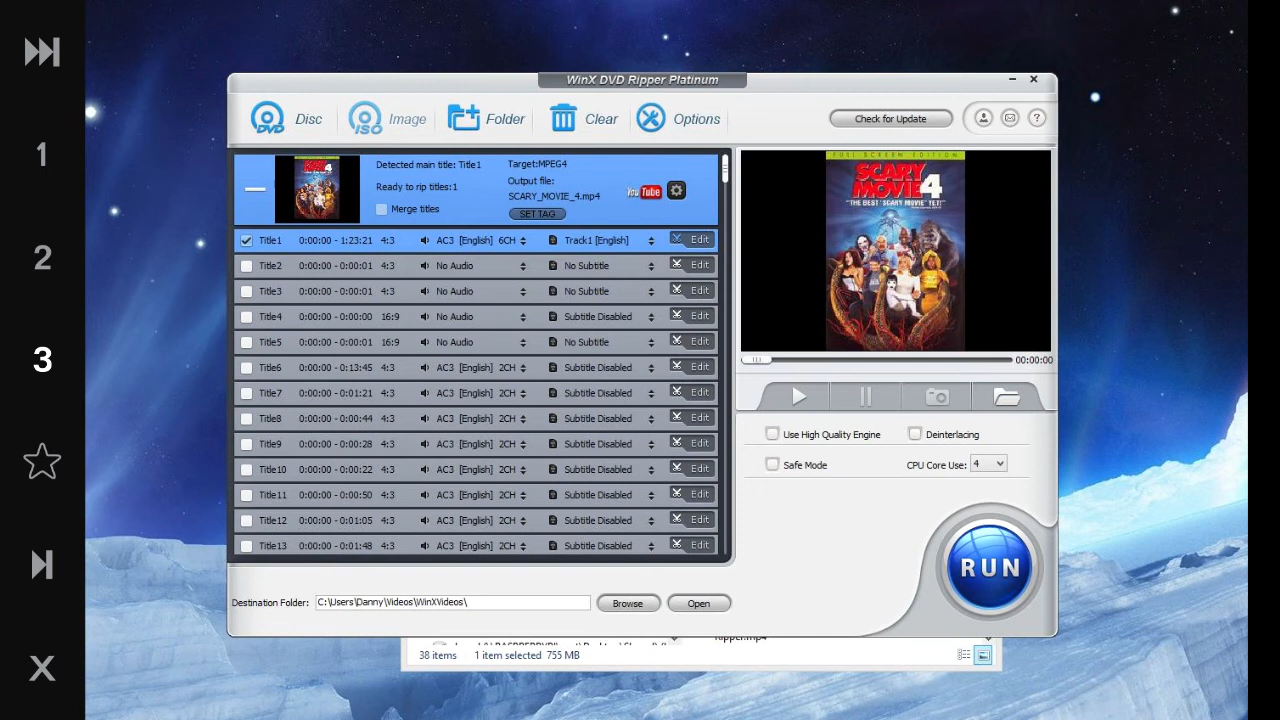 WinX DVD Ripper Platinum
DVD Disc ISO Image Folder Clear Options Check for Update ?
Detected main title: Title1
Ready to rip titles:1
Merge titles
Target:MPEG4
Output file:
SCARY_MOVIE_4.mp4
SET TAG
YouTube
Title1 0:00:00 - 1:23:21 4:3 AC3 [English] 6CH Track1 [English] Edit
Title2 0:00:00 - 0:00:01 4:3 No Audio No Subtitle Edit
Title3 0:00:00 - 0:00:01 4:3 No Audio No Subtitle Edit
Title4 0:00:00 - 0:00:00 16:9 No Audio Subtitle Disabled Edit
Title5 0:00:00 - 0:00:01 16:9 No Audio No Subtitle Edit
Title6 0:00:00 - 0:13:45 4:3 AC3 [English] 2CH Subtitle Disabled Edit
Title7 0:00:00 - 0:01:21 4:3 AC3 [English] 2CH Subtitle Disabled Edit
Title8 0:00:00 - 0:00:44 4:3 AC3 [English] 2CH Subtitle Disabled Edit
Title9 0:00:00 - 0:00:28 4:3 AC3 [English] 2CH Subtitle Disabled Edit
Title10 0:00:00 - 0:00:22 4:3 AC3 [English] 2CH Subtitle Disabled Edit
Title11 0:00:00 - 0:00:50 4:3 AC3 [English] 2CH Subtitle Disabled Edit
Title12 0:00:00 - 0:01:05 4:3 AC3 [English] 2CH Subtitle Disabled Edit
Title13 0:00:00 - 0:01:48 4:3 AC3 [English] 2CH Subtitle Disabled Edit
FULL SCREEN EDITION
SCARY
MOVIE 4
"THE BEST 'SCARY MOVIE' YET!"
00:00:00
Use High Quality Engine Deinterlacing
Safe Mode CPU Core Use: 4
RUN
Destination Folder: C:\Users\Danny\Videos\WinXVideos\ Browse Open
Ripper.mp4
38 items 1 item selected 755 MB
1
2
3
X